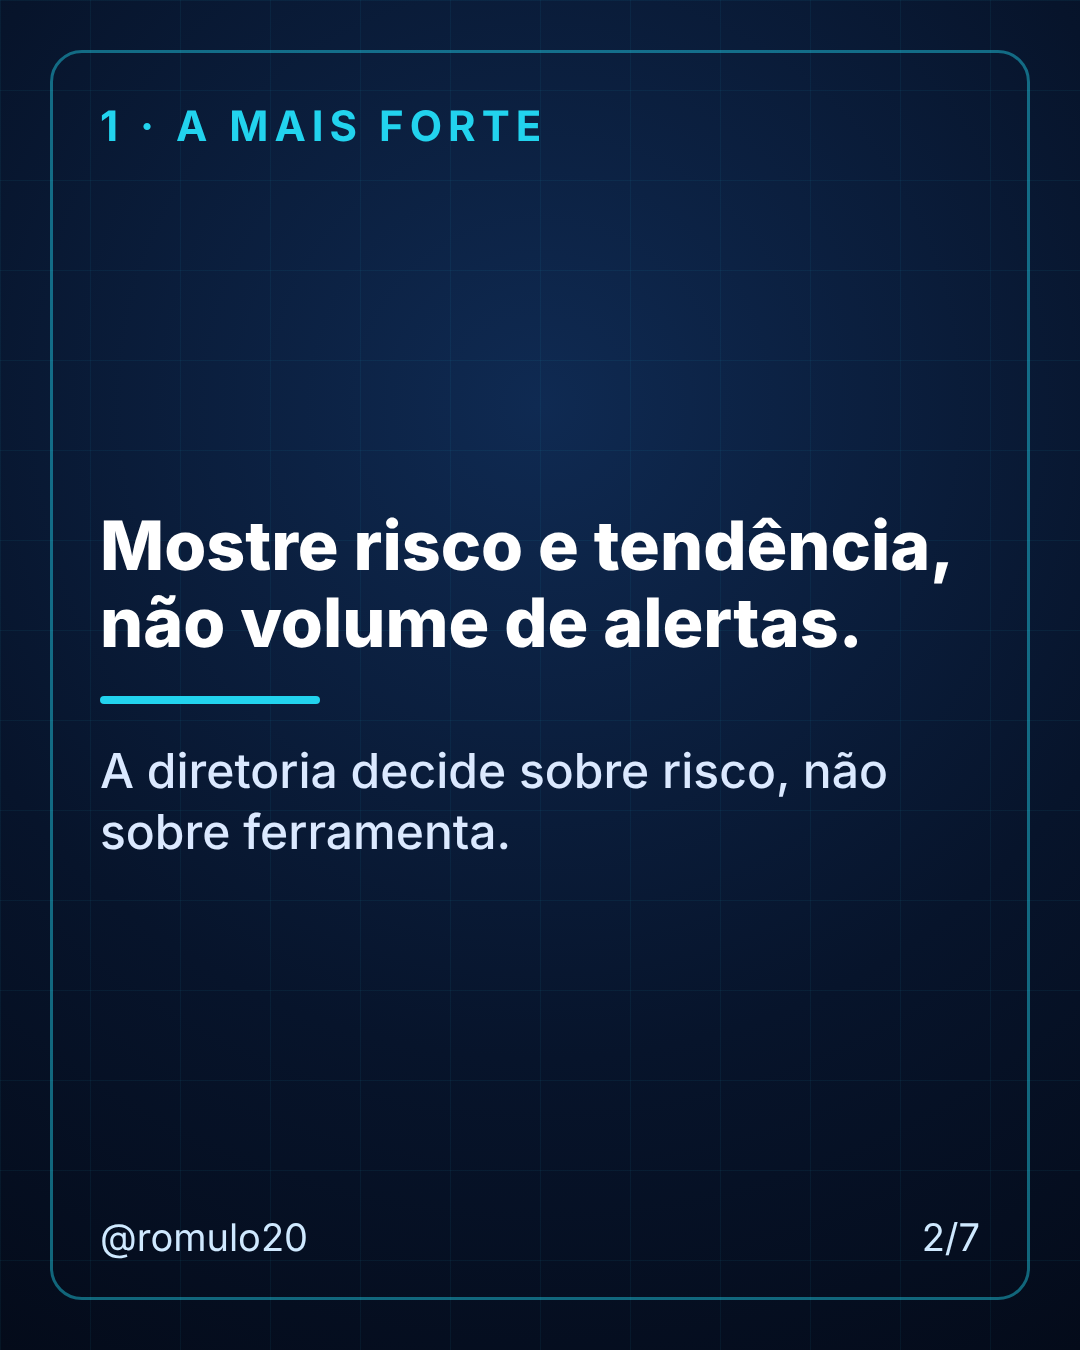 1 · A MAIS FORTE
Mostre risco e tendência,
não volume de alertas.
A diretoria decide sobre risco, não
sobre ferramenta.
@romulo20
2/7